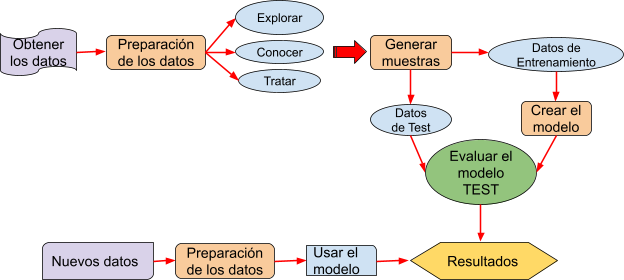 Obtener
los datos
Preparación
de los datos
Explorar
Conocer
Tratar
Generar
muestras
Datos de
Entrenamiento
Datos
de Test
Crear el
modelo
Evaluar el
modelo
TEST
Nuevos datos
Preparación
de los datos
Usar el
modelo
Resultados